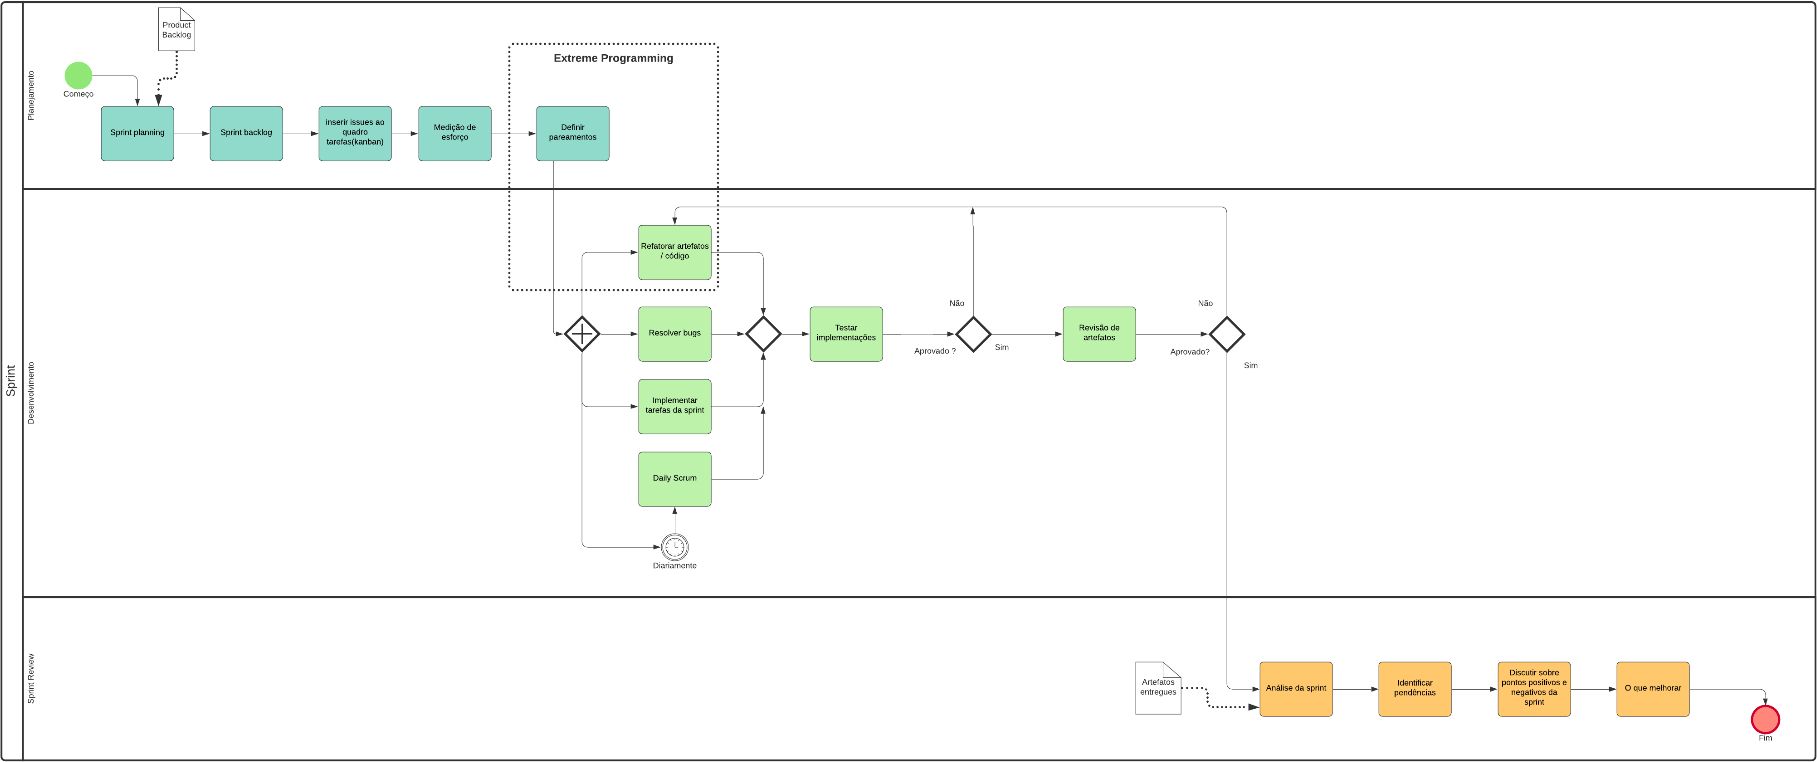 Sprint
Planejamento
Product
Backlog
Começo
Sprint planning
Sprint backlog
inserir issues ao
quadro
tarefas(kanban)
Medição de
esforço
Extreme Programming
Definir
pareamentos
Desenvolvimento
Refatorar artefatos
/ código
Resolver bugs
Implementar
tarefas da sprint
Daily Scrum
Diariamente
Testar
implementações
Não
Aprovado ?
Sim
Revisão de
artefatos
Não
Aprovado?
Sim
Sprint Review
Artefatos
entregues
Análise da sprint
Identificar
pendências
Discutir sobre
pontos positivos e
negativos da
sprint
O que melhorar
Fim